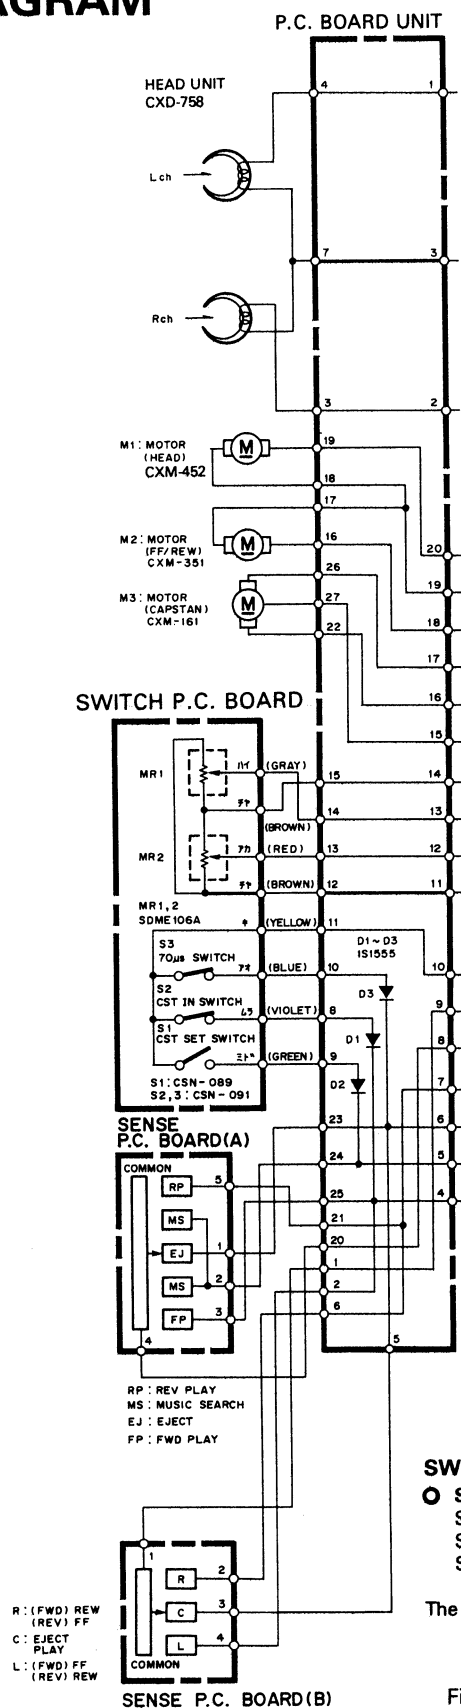 AGRAM
P.C. BOARD UNIT
HEAD UNIT
CXD-758
4
1
Lch
7
3
Rch
3
2
M1: MOTOR
(HEAD)
CXM-452
M
19
18
17
M2: MOTOR
(FF/REW)
CXM-351
M
16
20
26
M3: MOTOR
(CAPSTAN)
CXM-161
M
27
19
22
18
17
16
15
SWITCH P.C. BOARD
MR1
ハイ
(GRAY)
15
14
チヤ
(BROWN)
14
13
MR2
アカ
(RED)
13
12
チヤ
(BROWN)
12
11
MR1,2
SDME106A
キ
(YELLOW)
11
S3
70μs SWITCH
D1~D3
1S1555
アオ
(BLUE)
10
10
D3
S2
CST IN SWITCH
ムラ
(VIOLET)
8
9
S1
CST SET SWITCH
D1
8
ミドリ
(GREEN)
9
D2
7
S1:CSN-089
S2,3:CSN-091
SENSE
P.C. BOARD(A)
23
6
COMMON
24
5
RP
5
25
4
MS
21
EJ
1
20
1
MS
2
2
FP
3
6
4
5
RP : REV PLAY
MS : MUSIC SEARCH
EJ : EJECT
FP : FWD PLAY
SW
S
S
S
S
1
R
2
R:(FWD) REW
(REV) FF
C
3
The
C: EJECT
PLAY
L
4
L:(FWD) FF
(REV) REW
COMMON
SENSE P.C. BOARD(B)
Fi